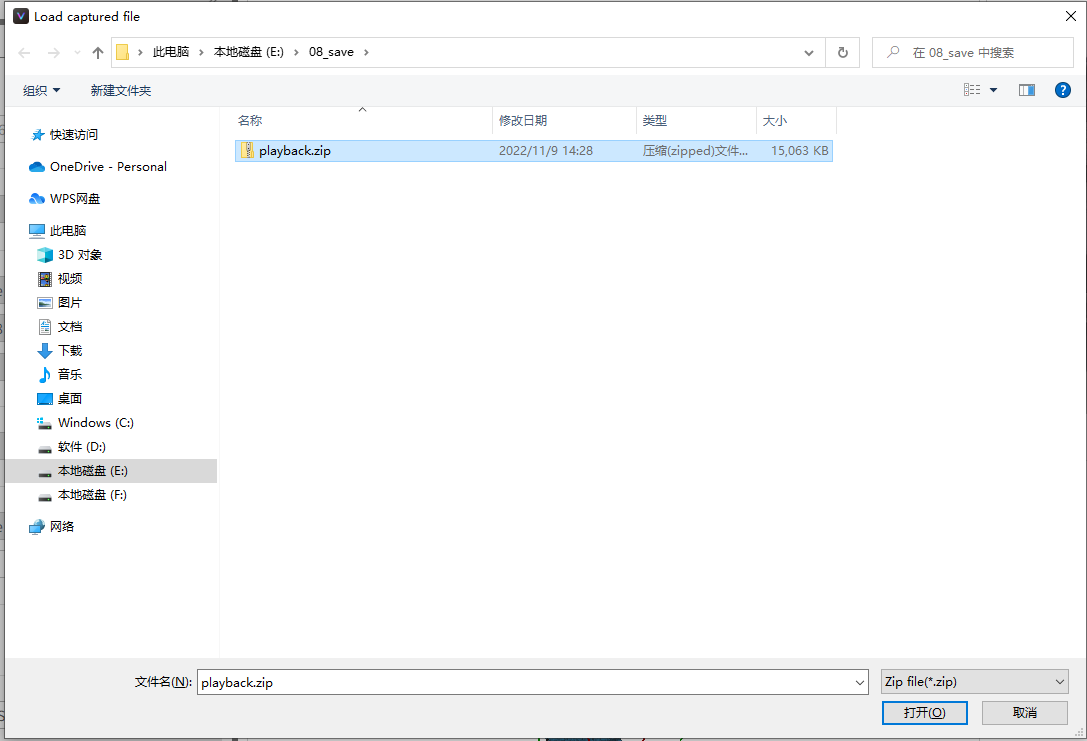 Load captured file
此电脑 › 本地磁盘 (E:) › 08_save ›
在 08_save 中搜索
组织 新建文件夹
名称 修改日期 类型 大小
playback.zip 2022/11/9 14:28 压缩(zipped)文件... 15,063 KB
快速访问
OneDrive - Personal
WPS网盘
此电脑
3D 对象
视频
图片
文档
下载
音乐
桌面
Windows (C:)
软件 (D:)
本地磁盘 (E:)
本地磁盘 (F:)
网络
文件名(N): playback.zip Zip file(*.zip)
打开(O) 取消